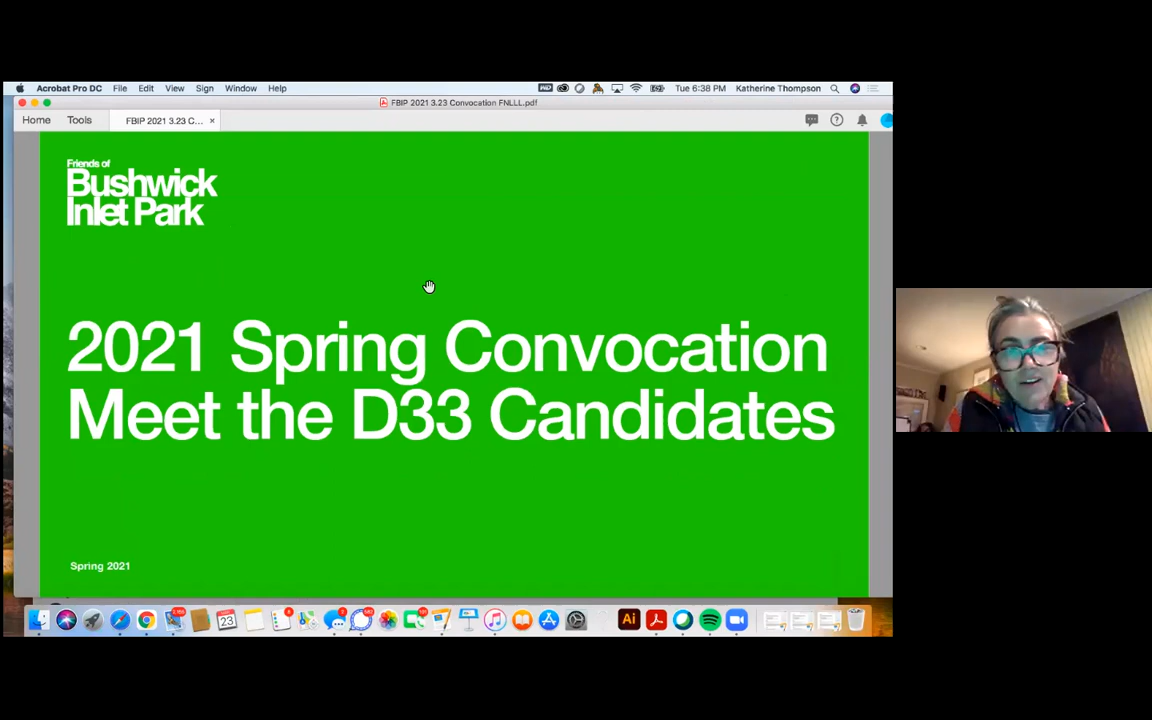 Acrobat Pro DC File Edit View Sign Window Help Tue 6:38 PM Katherine Thompson
FBIP 2021 3.23 Convocation FNLLL.pdf
Home Tools FBIP 2021 3.23 C... ×
Friends of
Bushwick
Inlet Park
2021 Spring Convocation
Meet the D33 Candidates
Spring 2021
23
Ai